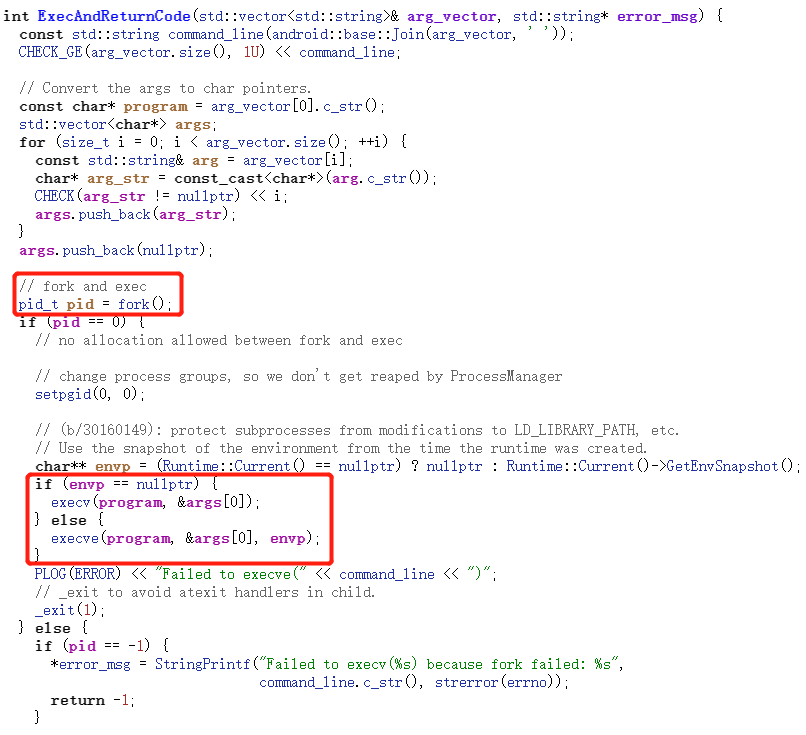 int ExecAndReturnCode(std::vector<std::string>& arg_vector, std::string* error_msg) {
  const std::string command_line(android::base::Join(arg_vector, ' '));
  CHECK_GE(arg_vector.size(), 1U) << command_line;

  // Convert the args to char pointers.
  const char* program = arg_vector[0].c_str();
  std::vector<char*> args;
  for (size_t i = 0; i < arg_vector.size(); ++i) {
    const std::string& arg = arg_vector[i];
    char* arg_str = const_cast<char*>(arg.c_str());
    CHECK(arg_str != nullptr) << i;
    args.push_back(arg_str);
  }
  args.push_back(nullptr);

  // fork and exec
  pid_t pid = fork();
  if (pid == 0) {
    // no allocation allowed between fork and exec

    // change process groups, so we don't get reaped by ProcessManager
    setpgid(0, 0);

    // (b/30160149): protect subprocesses from modifications to LD_LIBRARY_PATH, etc.
    // Use the snapshot of the environment from the time the runtime was created.
    char** envp = (Runtime::Current() == nullptr) ? nullptr : Runtime::Current()->GetEnvSnapshot();
    if (envp == nullptr) {
      execv(program, &args[0]);
    } else {
      execve(program, &args[0], envp);
    }
    PLOG(ERROR) << "Failed to execve(" << command_line << ")";
    // _exit to avoid atexit handlers in child.
    _exit(1);
  } else {
    if (pid == -1) {
      *error_msg = StringPrintf("Failed to execv(%s) because fork failed: %s",
                                command_line.c_str(), strerror(errno));
      return -1;
    }